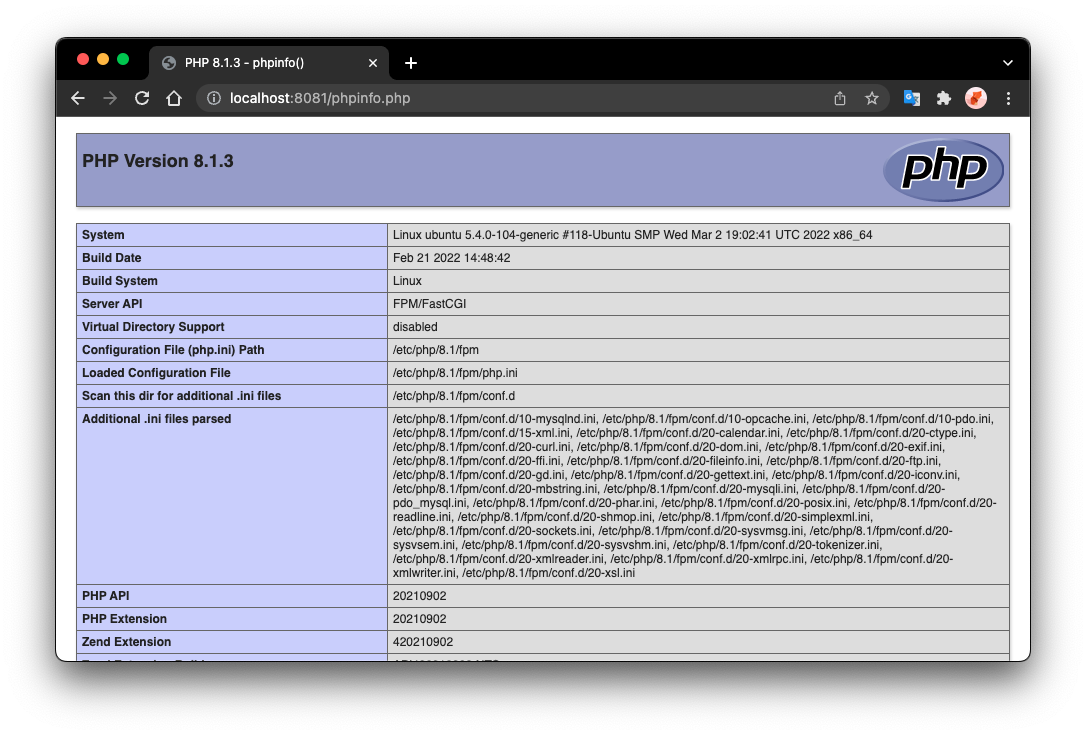 PHP 8.1.3 - phpinfo()
localhost:8081/phpinfo.php
PHP Version 8.1.3
php
System Linux ubuntu 5.4.0-104-generic #118-Ubuntu SMP Wed Mar 2 19:02:41 UTC 2022 x86_64
Build Date Feb 21 2022 14:48:42
Build System Linux
Server API FPM/FastCGI
Virtual Directory Support disabled
Configuration File (php.ini) Path /etc/php/8.1/fpm
Loaded Configuration File /etc/php/8.1/fpm/php.ini
Scan this dir for additional .ini files /etc/php/8.1/fpm/conf.d
Additional .ini files parsed /etc/php/8.1/fpm/conf.d/10-mysqlnd.ini, /etc/php/8.1/fpm/conf.d/10-opcache.ini, /etc/php/8.1/fpm/conf.d/10-pdo.ini,
/etc/php/8.1/fpm/conf.d/15-xml.ini, /etc/php/8.1/fpm/conf.d/20-calendar.ini, /etc/php/8.1/fpm/conf.d/20-ctype.ini,
/etc/php/8.1/fpm/conf.d/20-curl.ini, /etc/php/8.1/fpm/conf.d/20-dom.ini, /etc/php/8.1/fpm/conf.d/20-exif.ini,
/etc/php/8.1/fpm/conf.d/20-ffi.ini, /etc/php/8.1/fpm/conf.d/20-fileinfo.ini, /etc/php/8.1/fpm/conf.d/20-ftp.ini,
/etc/php/8.1/fpm/conf.d/20-gd.ini, /etc/php/8.1/fpm/conf.d/20-gettext.ini, /etc/php/8.1/fpm/conf.d/20-iconv.ini,
/etc/php/8.1/fpm/conf.d/20-mbstring.ini, /etc/php/8.1/fpm/conf.d/20-mysqli.ini, /etc/php/8.1/fpm/conf.d/20-
pdo_mysql.ini, /etc/php/8.1/fpm/conf.d/20-phar.ini, /etc/php/8.1/fpm/conf.d/20-posix.ini, /etc/php/8.1/fpm/conf.d/20-
readline.ini, /etc/php/8.1/fpm/conf.d/20-shmop.ini, /etc/php/8.1/fpm/conf.d/20-simplexml.ini,
/etc/php/8.1/fpm/conf.d/20-sockets.ini, /etc/php/8.1/fpm/conf.d/20-sysvmsg.ini, /etc/php/8.1/fpm/conf.d/20-
sysvsem.ini, /etc/php/8.1/fpm/conf.d/20-sysvshm.ini, /etc/php/8.1/fpm/conf.d/20-tokenizer.ini,
/etc/php/8.1/fpm/conf.d/20-xmlreader.ini, /etc/php/8.1/fpm/conf.d/20-xmlrpc.ini, /etc/php/8.1/fpm/conf.d/20-
xmlwriter.ini, /etc/php/8.1/fpm/conf.d/20-xsl.ini
PHP API 20210902
PHP Extension 20210902
Zend Extension 420210902